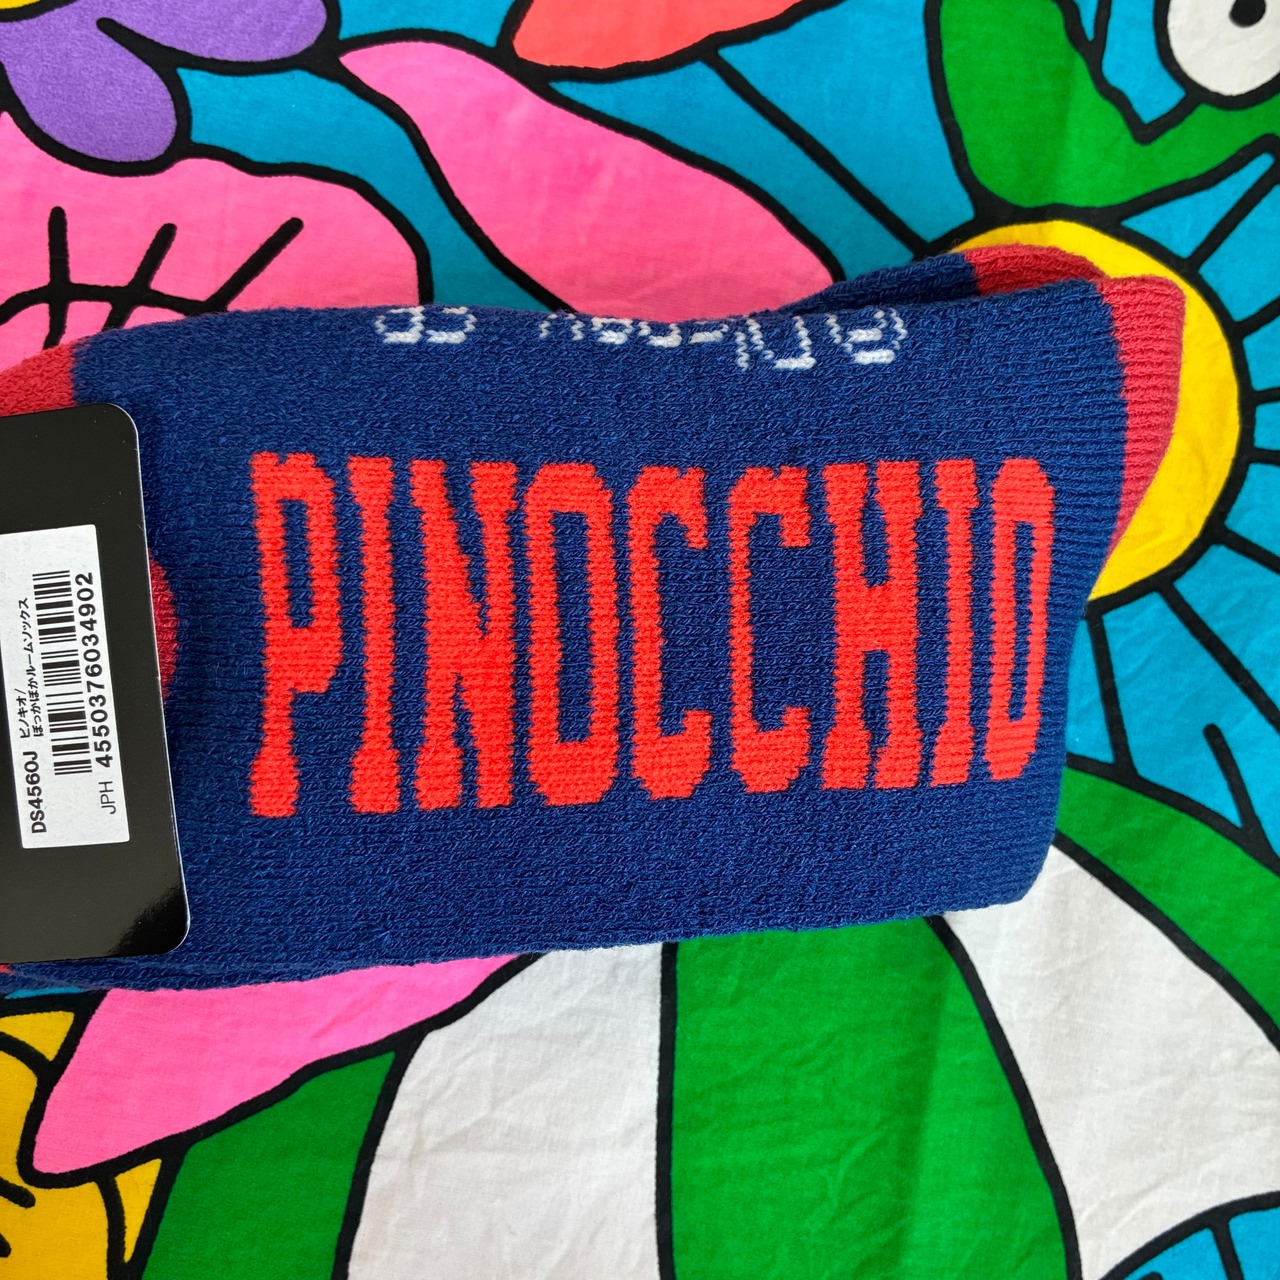 © Disney
PINOCCHIO
DS4560J
ピノキオ/
ぽっかぽかルームソックス
JPH 4550376034902